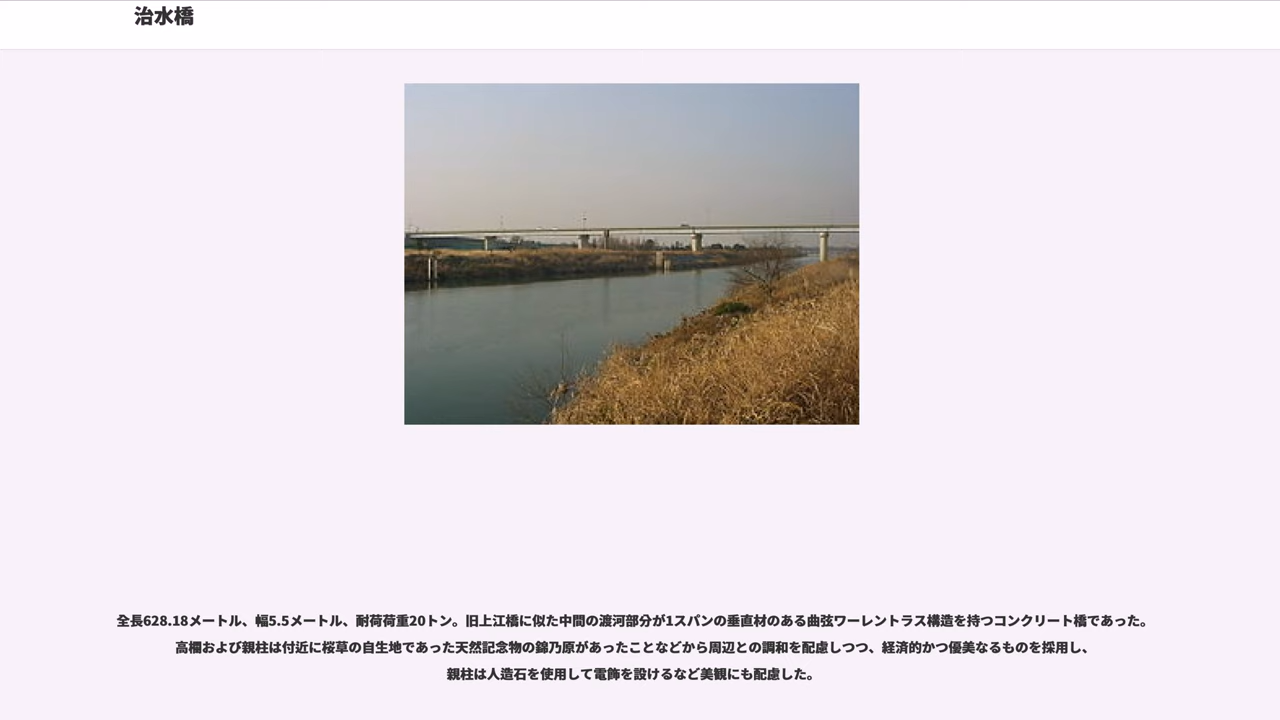 治水橋
全長628.18メートル、幅5.5メートル、耐荷荷重20トン。旧上江橋に似た中間の渡河部分が1スパンの垂直材のある曲弦ワーレントラス構造を持つコンクリート橋であった。
高欄および親柱は付近に桜草の自生地であった天然記念物の錦乃原があったことなどから周辺との調和を配慮しつつ、経済的かつ優美なるものを採用し、
親柱は人造石を使用して電飾を設けるなど美観にも配慮した。